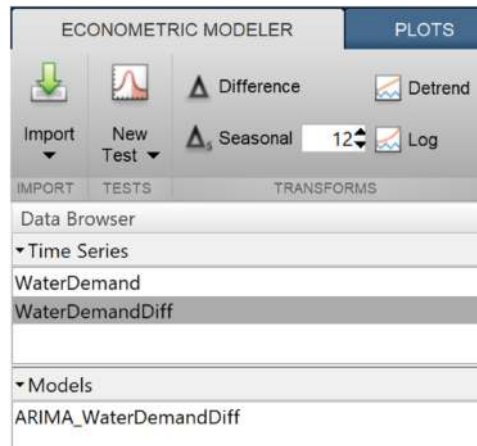 ECONOMETRIC MODELER PLOTS
Δ Difference Detrend
Import New Test Δs Seasonal 12 Log
IMPORT TESTS TRANSFORMS
Data Browser
Time Series
WaterDemand
WaterDemandDiff
Models
ARIMA_WaterDemandDiff